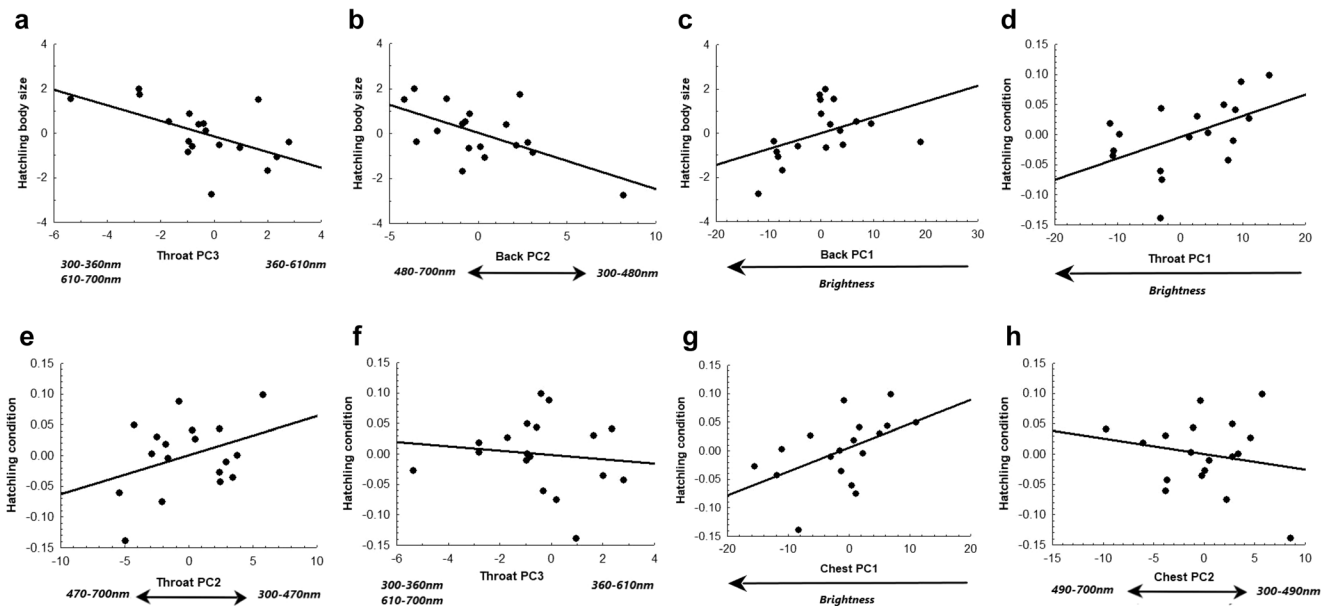 a
Hatchling body size
4
2
0
-2
-4
-6 -4 -2 0 2 4
Throat PC3
300-360nm 360-610nm
610-700nm
b
Hatchling body size
4
2
0
-2
-4
-5 0 5 10
Back PC2
480-700nm 300-480nm
c
Hatchling body size
4
2
0
-2
-4
-20 -10 0 10 20 30
Back PC1
Brightness
d
Hatchling condition
0.15
0.10
0.05
0.00
-0.05
-0.10
-0.15
-20 -10 0 10 20
Throat PC1
Brightness
e
Hatchling condition
0.15
0.10
0.05
0.00
-0.05
-0.10
-0.15
-10 -5 0 5 10
Throat PC2
470-700nm 300-470nm
f
Hatchling condition
0.15
0.10
0.05
0.00
-0.05
-0.10
-0.15
-6 -4 -2 0 2 4
Throat PC3
300-360nm 360-610nm
610-700nm
g
Hatchling condition
0.15
0.10
0.05
0.00
-0.05
-0.10
-0.15
-20 -10 0 10 20
Chest PC1
Brightness
h
Hatchling condition
0.15
0.10
0.05
0.00
-0.05
-0.10
-0.15
-15 -10 -5 0 5 10
Chest PC2
490-700nm 300-490nm